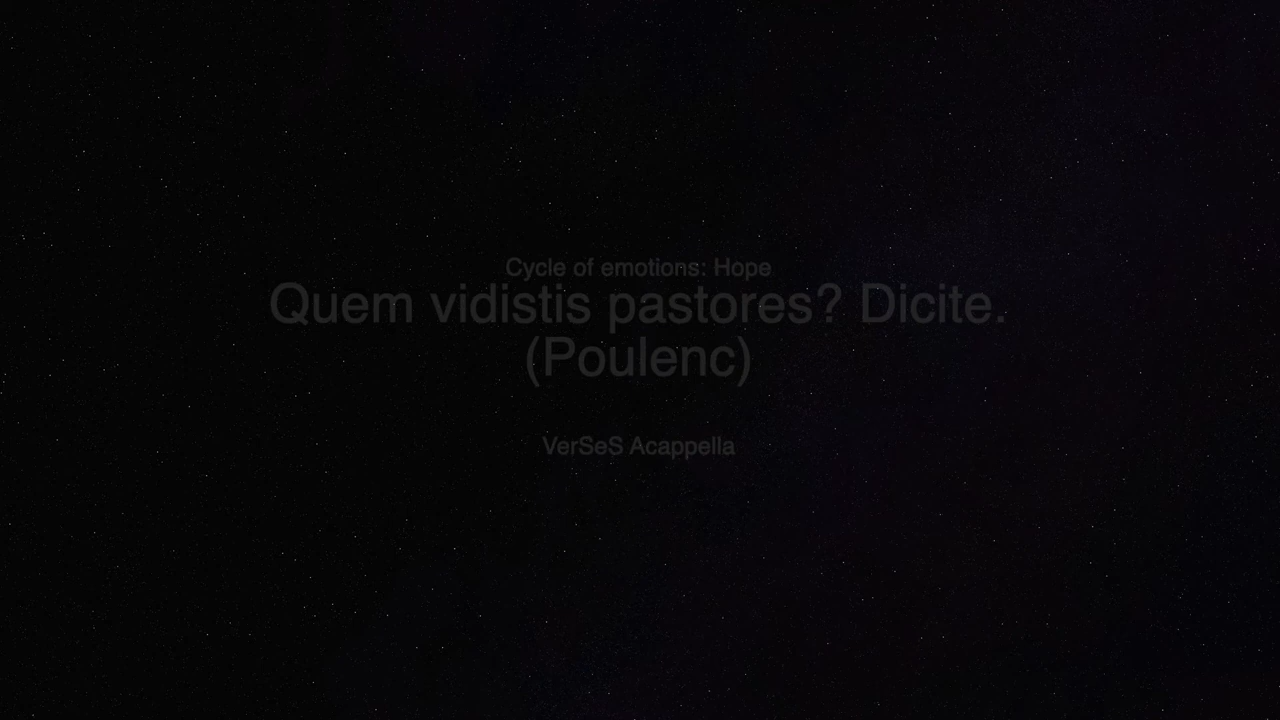 Cycle of emotions: Hope
Quem vidistis pastores? Dicite.
(Poulenc)
VerSeS Acappella